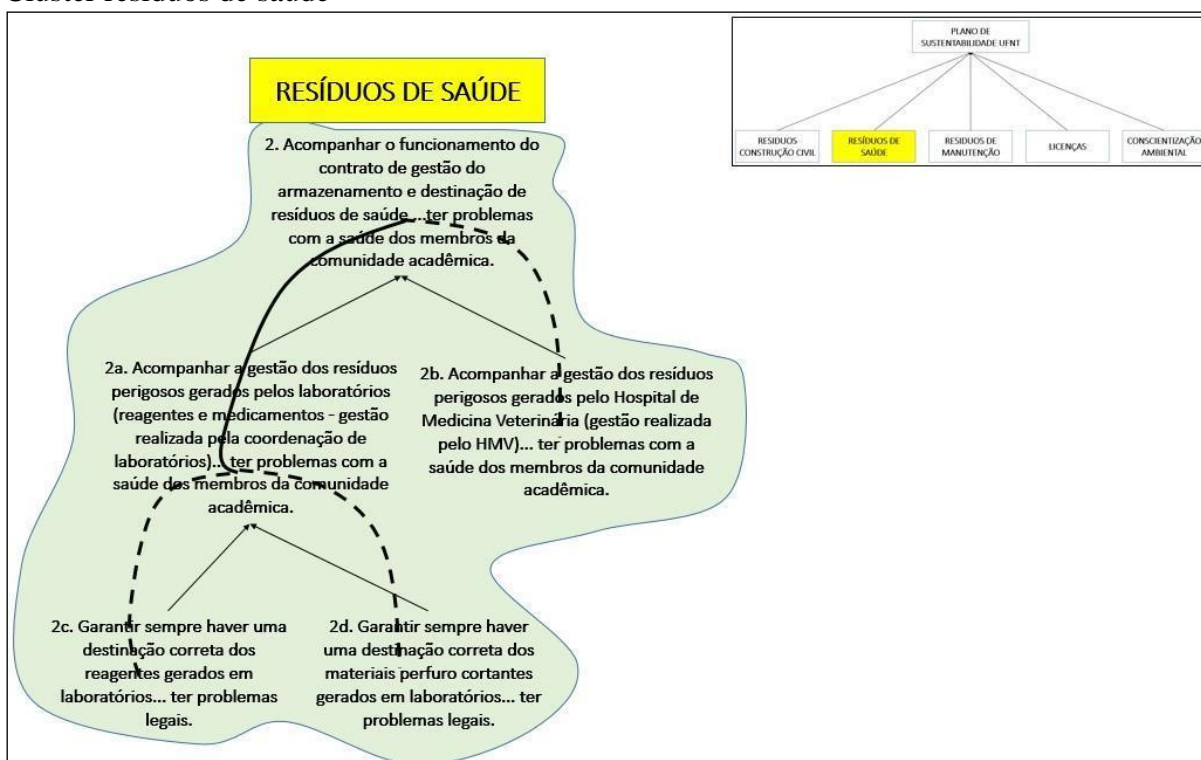 Cluster resíduos de saúde
PLANO DE
SUSTENTABILIDADE UFNT
RESIDUOS
CONSTRUÇÃO CIVIL
RESÍDUOS DE
SAÚDE
RESIDUOS DE
MANUTENÇÃO
LICENÇAS
CONSCIENTIZAÇÃO
AMBIENTAL
RESÍDUOS DE SAÚDE
2. Acompanhar o funcionamento do
contrato de gestão do
armazenamento e destinação de
resíduos de saúde ...ter problemas
com a saúde dos membros da
comunidade acadêmica.
2a. Acompanhar a gestão dos resíduos
perigosos gerados pelos laboratórios
(reagentes e medicamentos - gestão
realizada pela coordenação de
laboratórios)... ter problemas com a
saúde dos membros da comunidade
acadêmica.
2b. Acompanhar a gestão dos resíduos
perigosos gerados pelo Hospital de
Medicina Veterinária (gestão realizada
pelo HMV)... ter problemas com a
saúde dos membros da comunidade
acadêmica.
2c. Garantir sempre haver uma
destinação correta dos
reagentes gerados em
laboratórios... ter problemas
legais.
2d. Garantir sempre haver
uma destinação correta dos
materiais perfuro cortantes
gerados em laboratórios... ter
problemas legais.